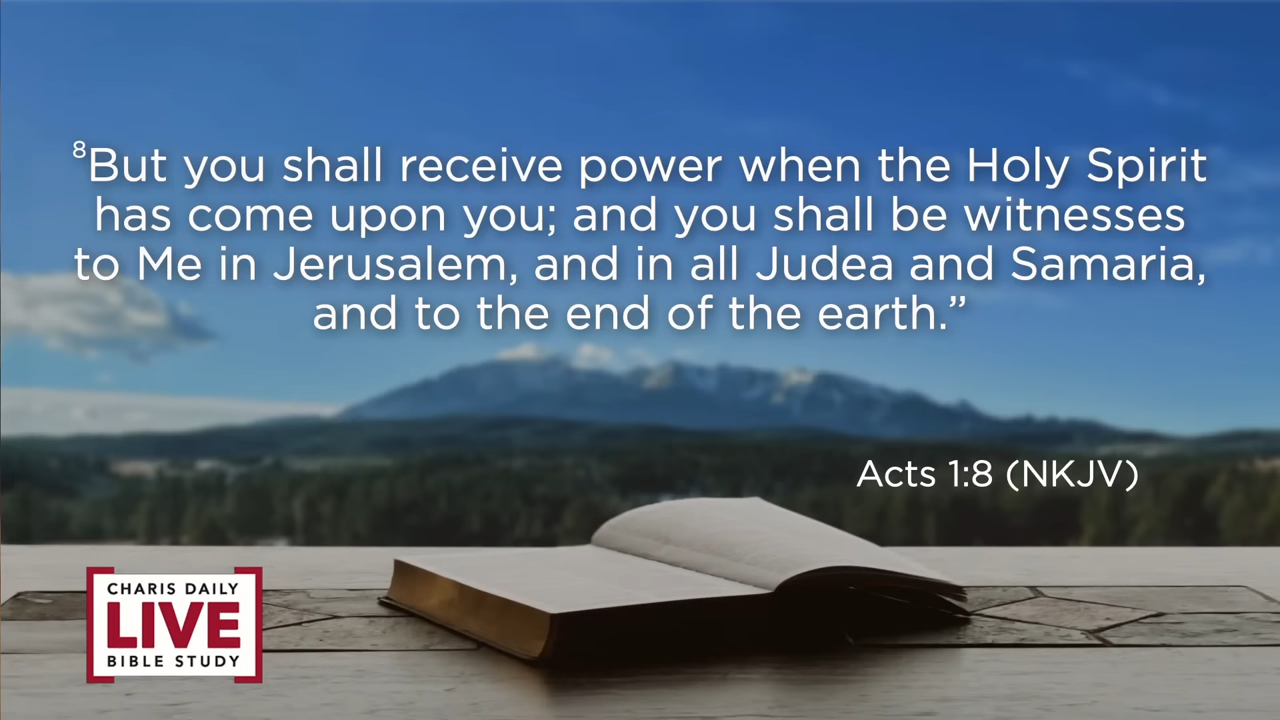 ⁸But you shall receive power when the Holy Spirit
has come upon you; and you shall be witnesses
to Me in Jerusalem, and in all Judea and Samaria,
and to the end of the earth.”
Acts 1:8 (NKJV)
CHARIS DAILY
LIVE
BIBLE STUDY